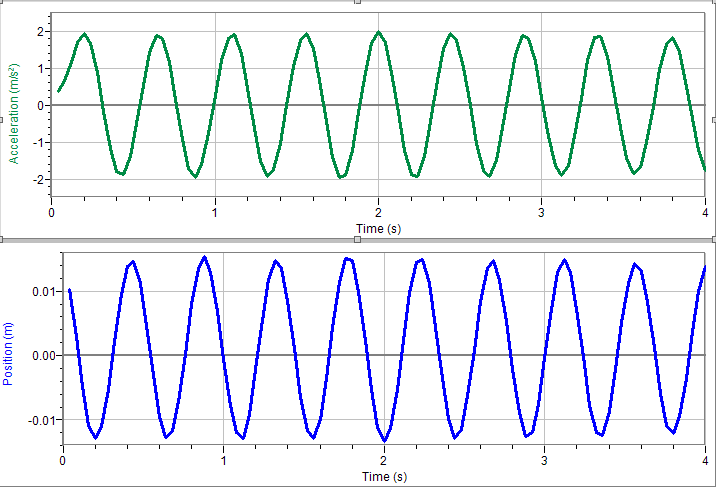 Acceleration (m/s²)
2
1
0
-1
-2
0 1 2 3 4
Time (s)
Position (m)
0.01
0.00
-0.01
0 1 2 3 4
Time (s)